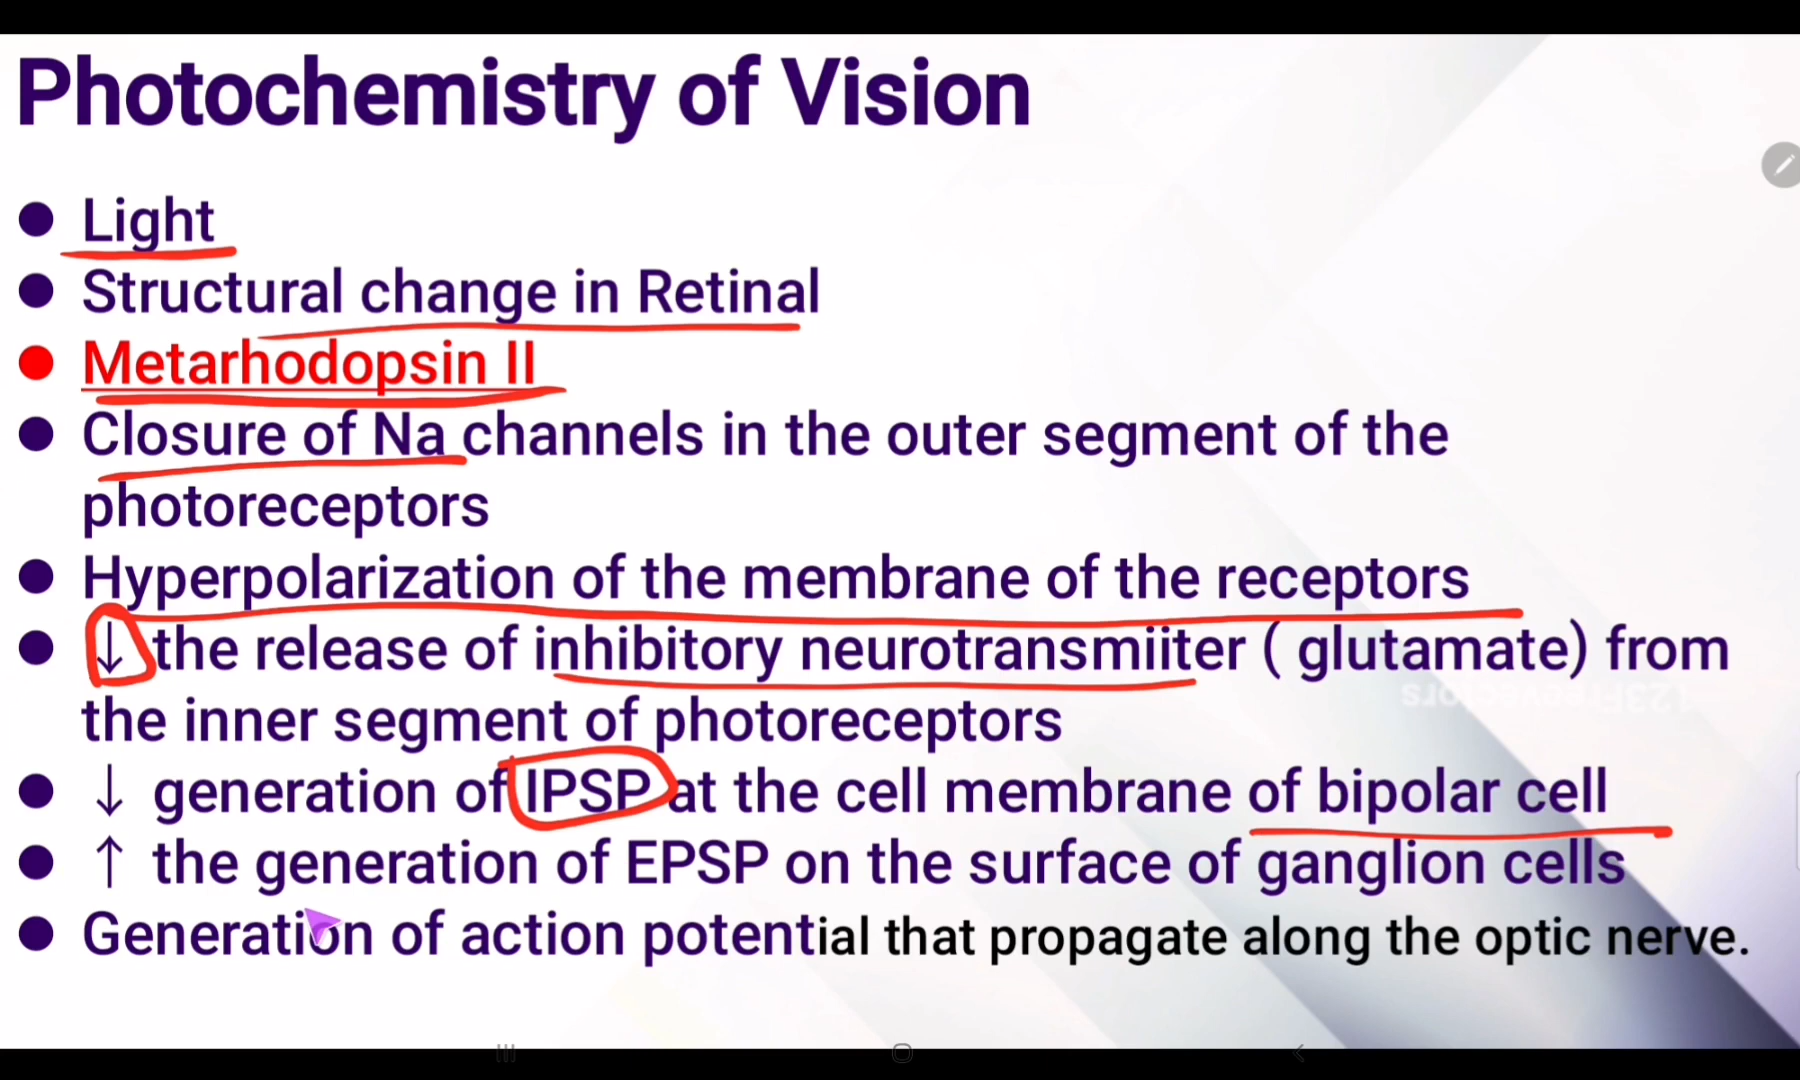 Photochemistry of Vision
● Light
● Structural change in Retinal
● Metarhodopsin II
● Closure of Na channels in the outer segment of the
photoreceptors
● Hyperpolarization of the membrane of the receptors
● ↓ the release of inhibitory neurotransmiiter ( glutamate) from
the inner segment of photoreceptors
● ↓ generation of IPSP at the cell membrane of bipolar cell
● ↑ the generation of EPSP on the surface of ganglion cells
● Generation of action potential that propagate along the optic nerve.